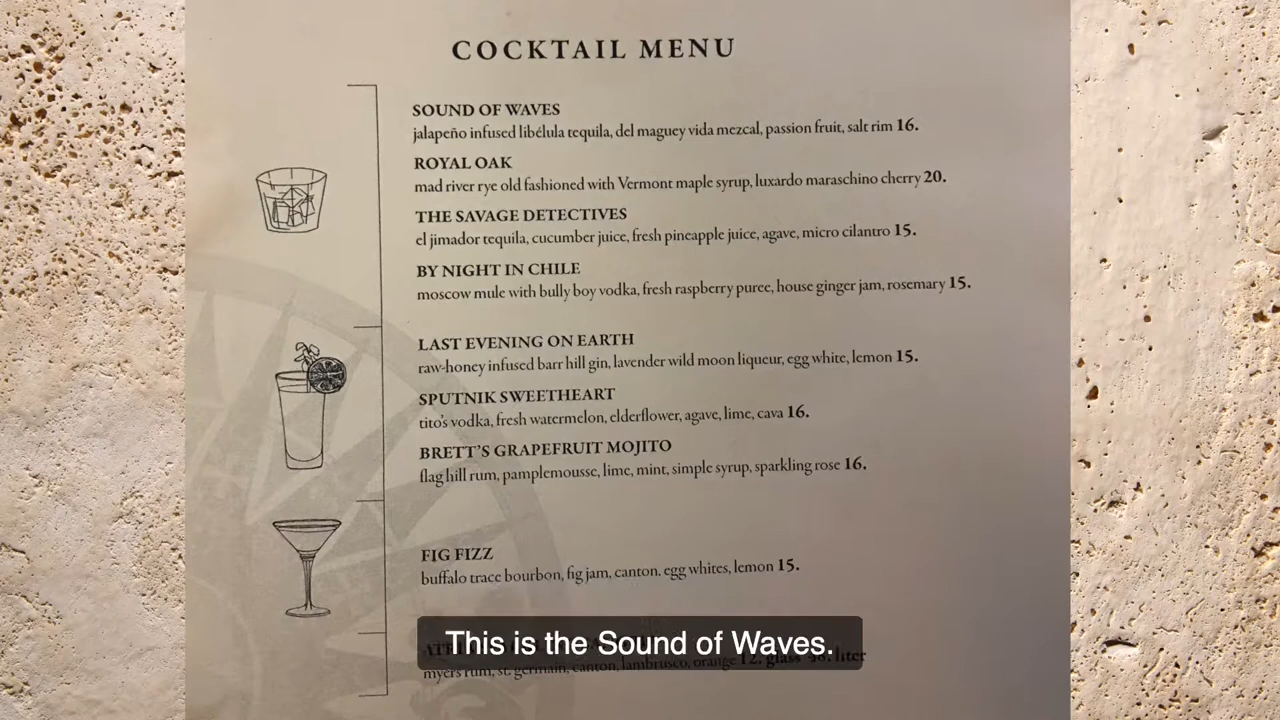 COCKTAIL MENU
SOUND OF WAVES
jalapeño infused libélula tequila, del maguey vida mezcal, passion fruit, salt rim 16.
ROYAL OAK
mad river rye old fashioned with Vermont maple syrup, luxardo maraschino cherry 20.
THE SAVAGE DETECTIVES
el jimador tequila, cucumber juice, fresh pineapple juice, agave, micro cilantro 15.
BY NIGHT IN CHILE
moscow mule with bully boy vodka, fresh raspberry puree, house ginger jam, rosemary 15.
LAST EVENING ON EARTH
raw-honey infused barr hill gin, lavender wild moon liqueur, egg white, lemon 15.
SPUTNIK SWEETHEART
tito's vodka, fresh watermelon, elderflower, agave, lime, cava 16.
BRETT'S GRAPEFRUIT MOJITO
flag hill rum, pamplemousse, lime, mint, simple syrup, sparkling rose 16.
FIG FIZZ
buffalo trace bourbon, fig jam, canton. egg whites, lemon 15.
This is the Sound of Waves.
myers rum, st. germain, canton, lambrusco, orange 12. glass liter